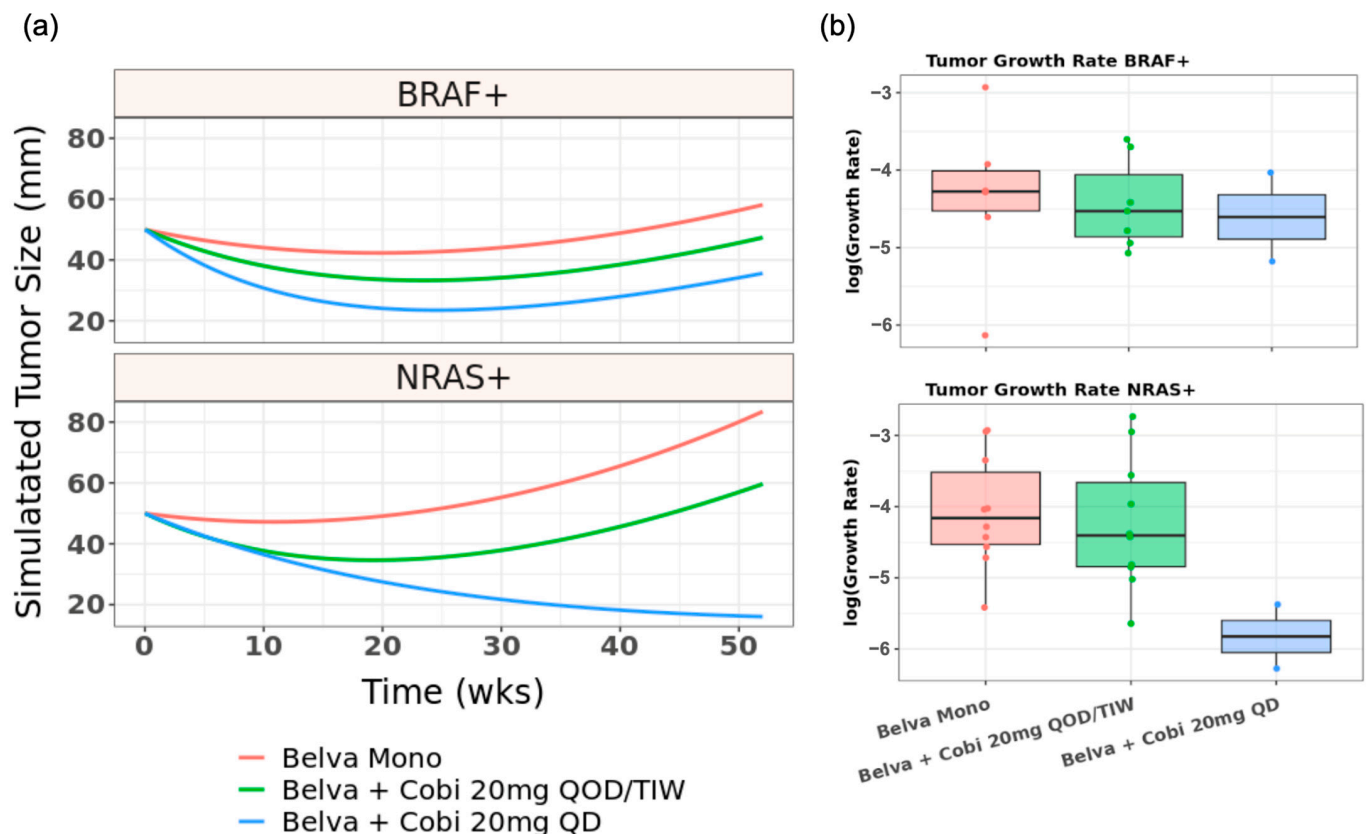 (a)
BRAF+
80
60
40
20
NRAS+
80
60
40
20
0 10 20 30 40 50
Simulatated Tumor Size (mm)
Time (wks)
Belva Mono
Belva + Cobi 20mg QOD/TIW
Belva + Cobi 20mg QD
(b)
Tumor Growth Rate BRAF+
−3
−4
−5
−6
log(Growth Rate)
Tumor Growth Rate NRAS+
−3
−4
−5
−6
log(Growth Rate)
Belva Mono
Belva + Cobi 20mg QOD/TIW
Belva + Cobi 20mg QD